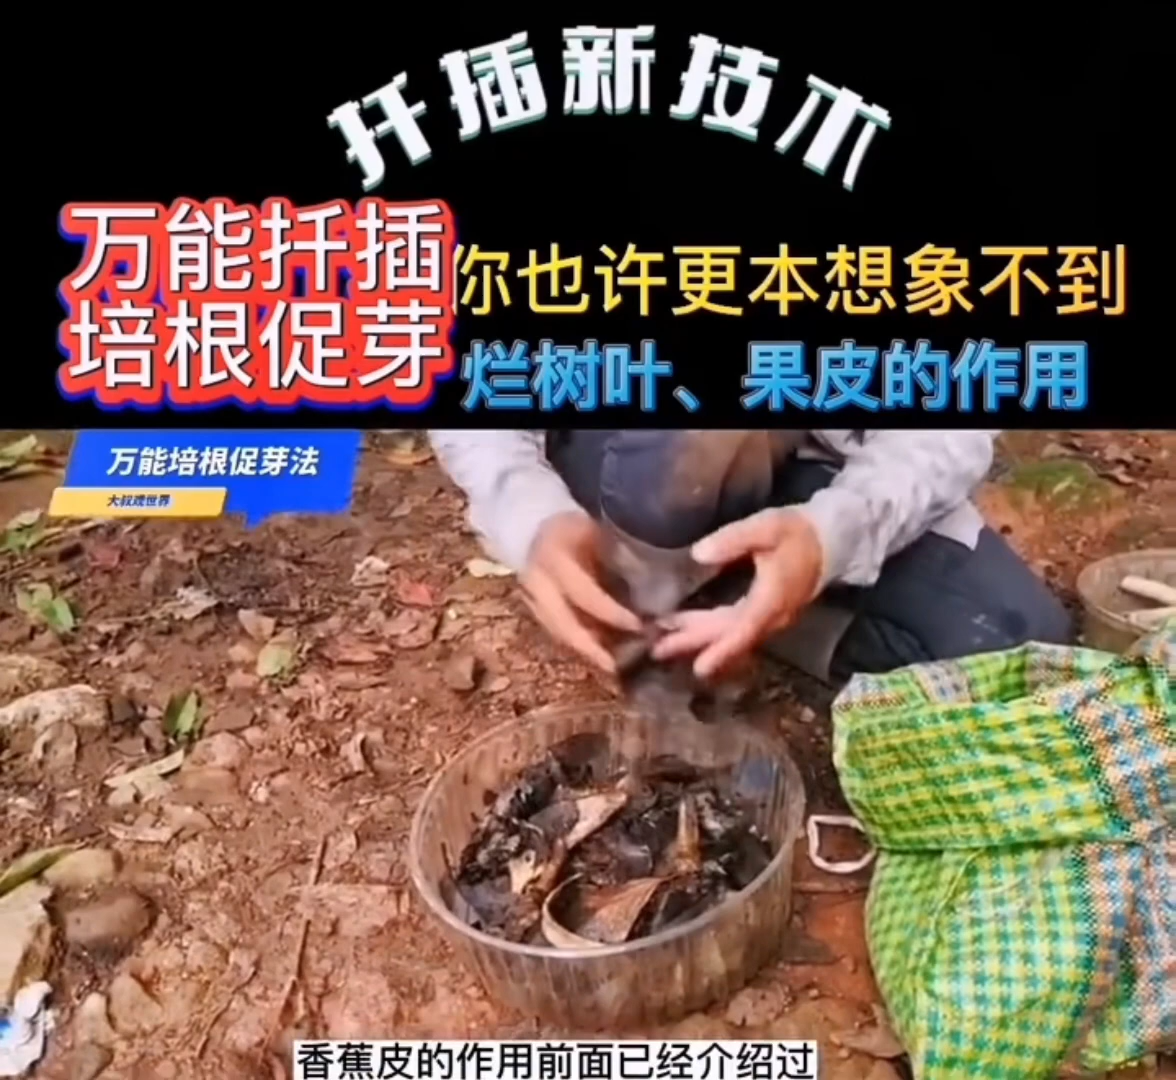 扦插新技术
万能扦插
培根促芽
你也许更本想象不到
烂树叶、果皮的作用
万能培根促芽法
大叔观世界
香蕉皮的作用前面已经介绍过